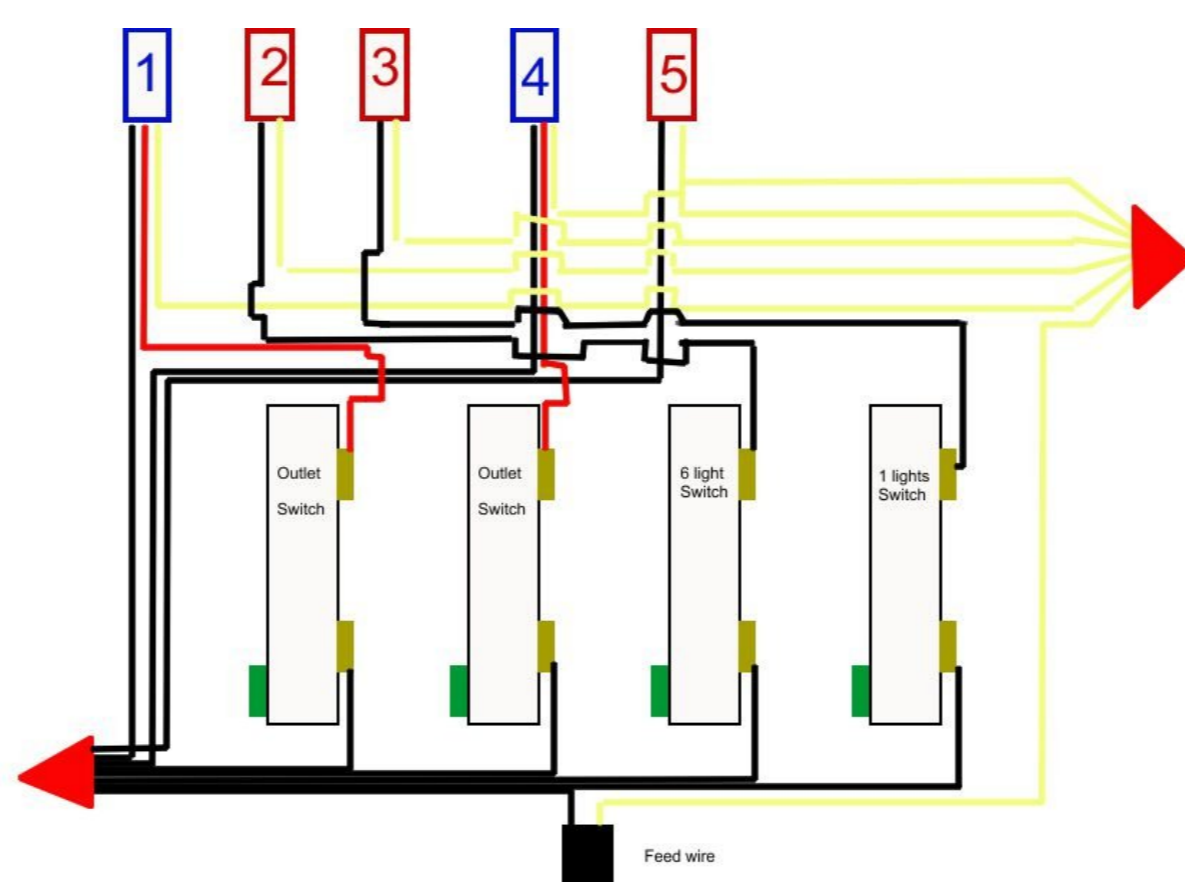 1
2
3
4
5
Outlet
Switch
Outlet
Switch
6 light
Switch
1 lights
Switch
Feed wire